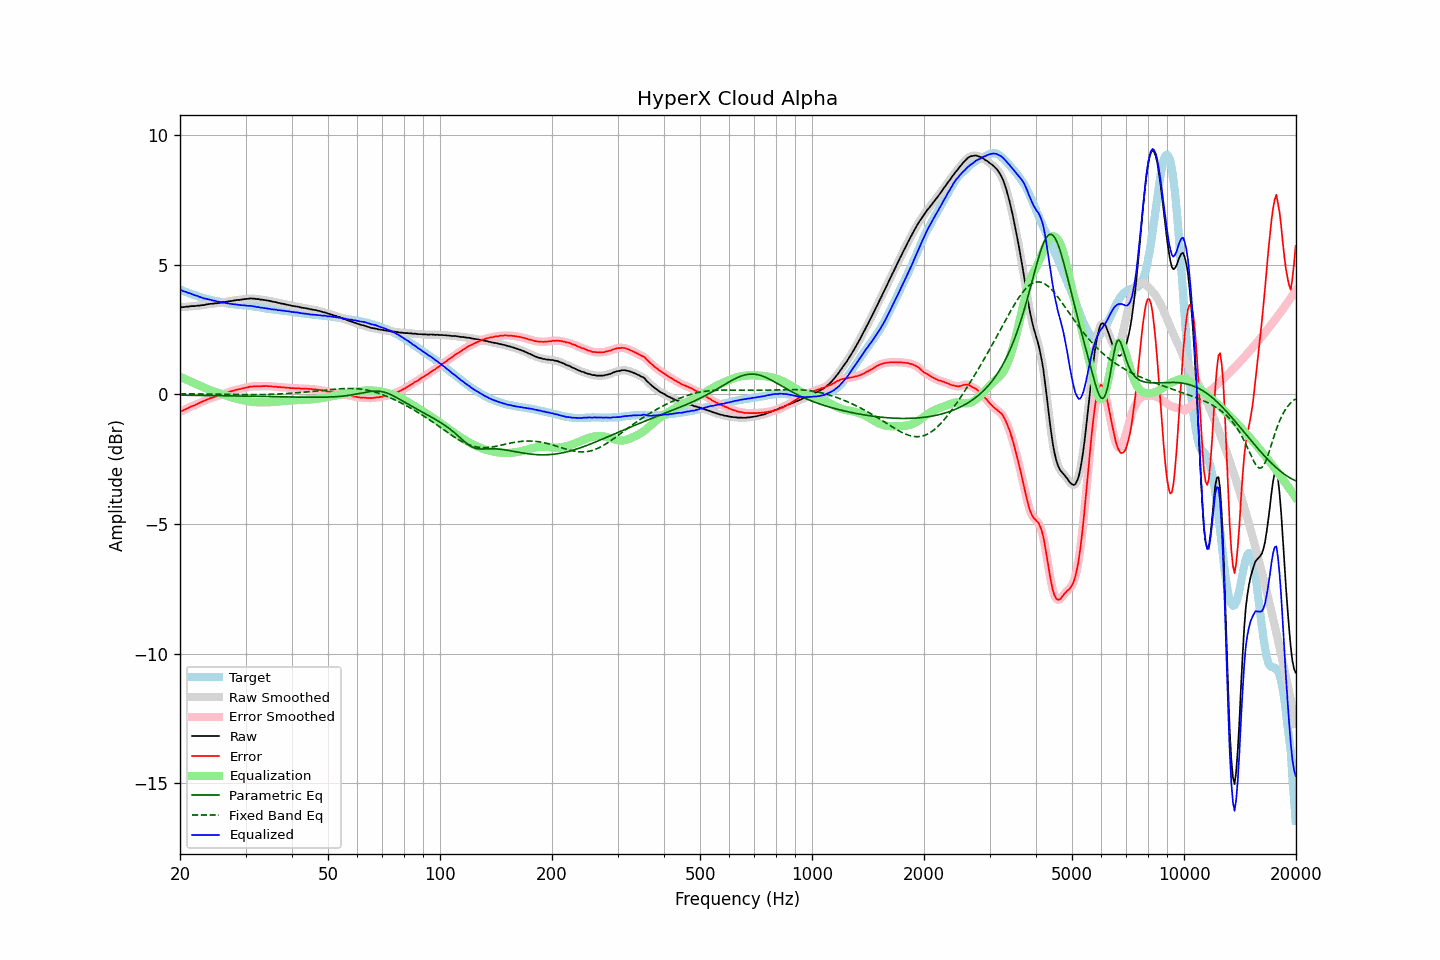 HyperX Cloud Alpha
Amplitude (dBr)
10
5
0
−5
−10
−15
Target
Raw Smoothed
Error Smoothed
Raw
Error
Equalization
Parametric Eq
Fixed Band Eq
Equalized
20 50 100 200 500 1000 2000 5000 10000 20000
Frequency (Hz)